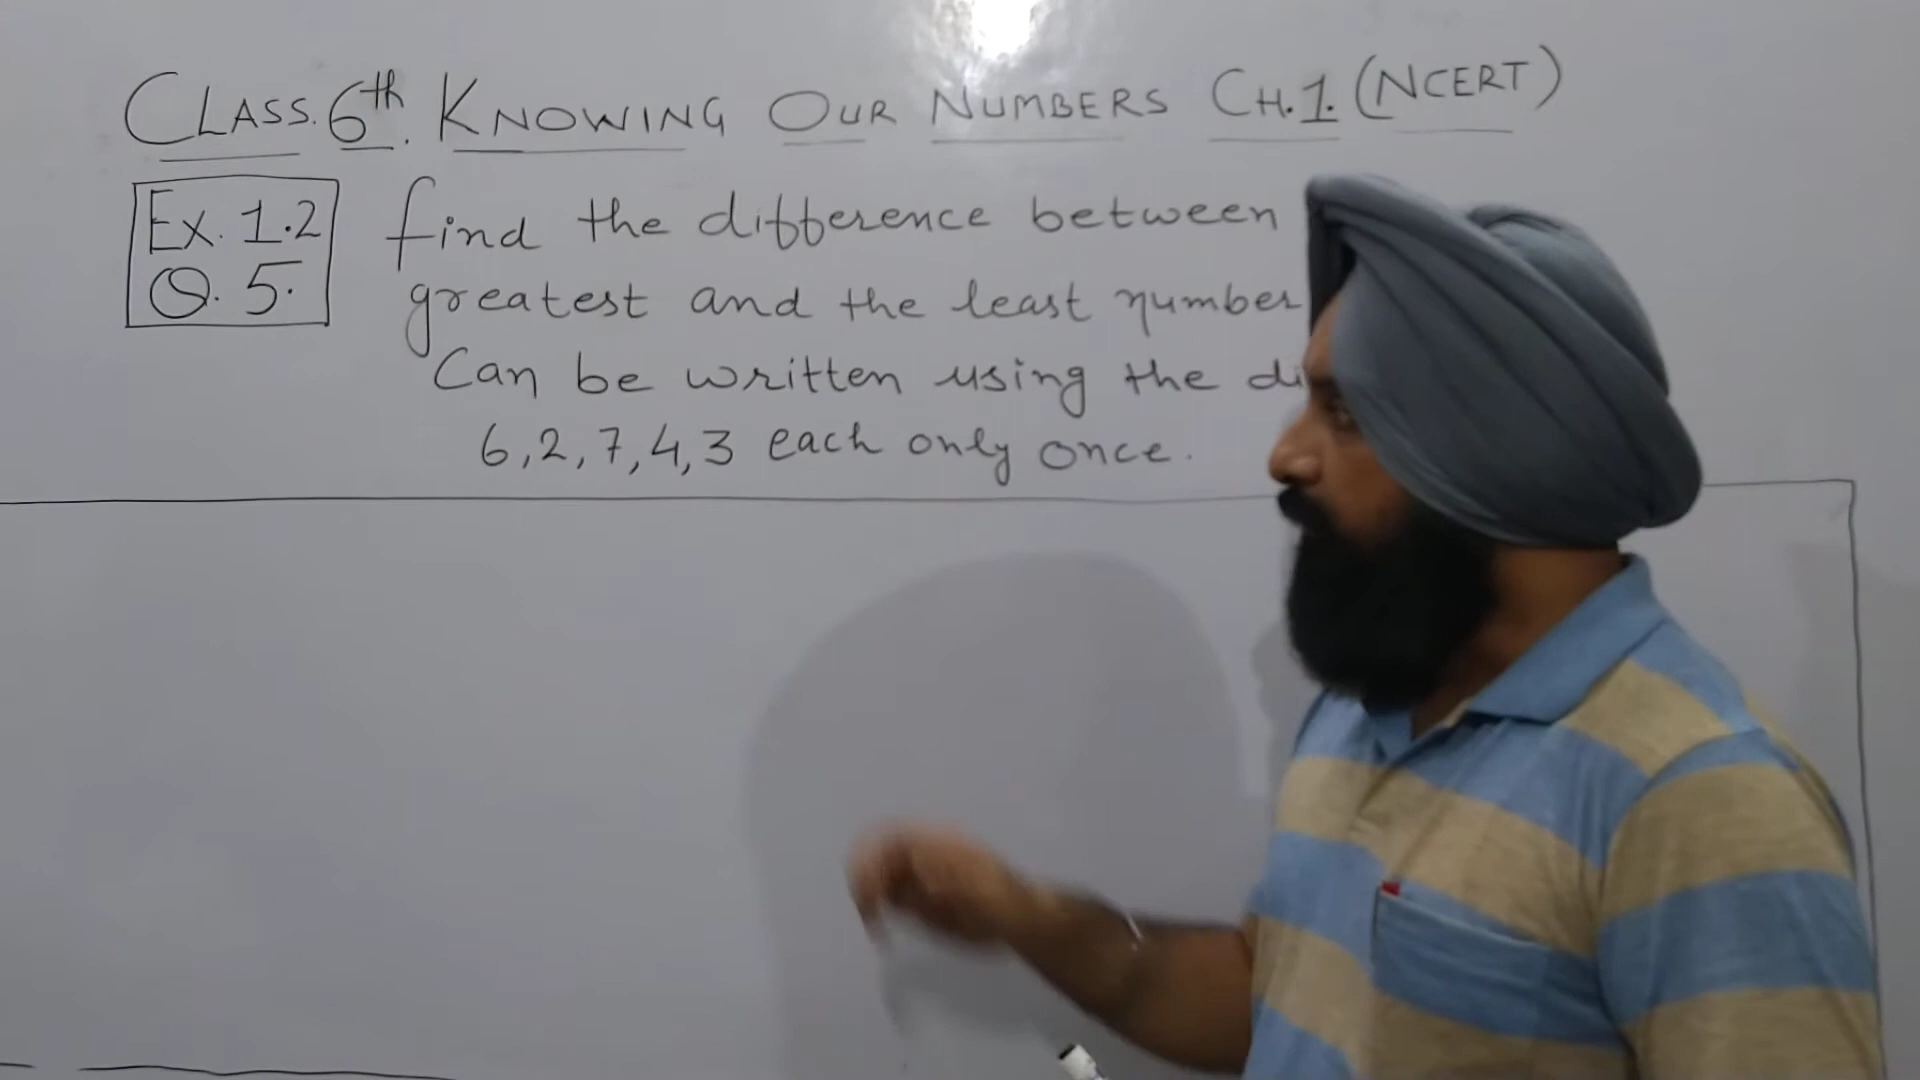 CLASS. 6th. KNOWING OUR NUMBERS CH.1. (NCERT)
Ex. 1.2
Q. 5.
find the difference between
greatest and the least number
Can be written using the
6,2,7,4,3 each only once.